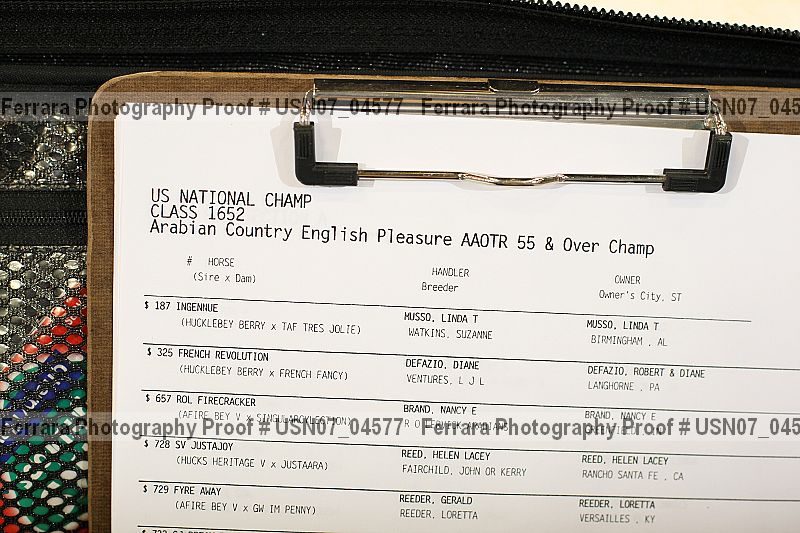 Ferrara Photography Proof # USN07_04577 Ferrara Photography Proof # USN07_045
US NATIONAL CHAMP
CLASS 1652
Arabian Country English Pleasure AAOTR 55 & Over Champ
# HORSE HANDLER OWNER
(Sire x Dam) Breeder Owner's City, ST
$ 187 INGENNUE MUSSO, LINDA T MUSSO, LINDA T
(HUCKLEBEY BERRY x TAF TRES JOLIE) WATKINS, SUZANNE BIRMINGHAM , AL
$ 325 FRENCH REVOLUTION DEFAZIO, DIANE DEFAZIO, ROBERT & DIANE
(HUCKLEBEY BERRY x FRENCH FANCY) VENTURES, L J L LANGHORNE , PA
$ 657 ROL FIRECRACKER BRAND, NANCY E BRAND, NANCY E
(AFIRE BEY V x
Ferrara Photography Proof # USN07_04577 Ferrara Photography Proof # USN07_045
$ 728 SV JUSTAJOY REED, HELEN LACEY REED, HELEN LACEY
(HUCKS HERITAGE V x JUSTAARA) FAIRCHILD, JOHN OR KERRY RANCHO SANTA FE , CA
$ 729 FYRE AWAY REEDER, GERALD REEDER, LORETTA
(AFIRE BEY V x GW IM PENNY) REEDER, LORETTA VERSAILLES , KY